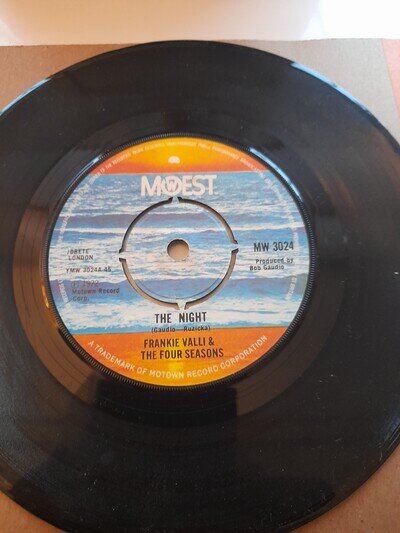 MOWEST
JOBETE
LONDON
YMW 3024A-45
℗ 1972
Motown Record
Corp.
MW 3024
Produced by
Bob Gaudio
THE NIGHT
(Gaudio—Ruzicka)
FRANKIE VALLI &
THE FOUR SEASONS
A TRADEMARK OF MOTOWN RECORD CORPORATION